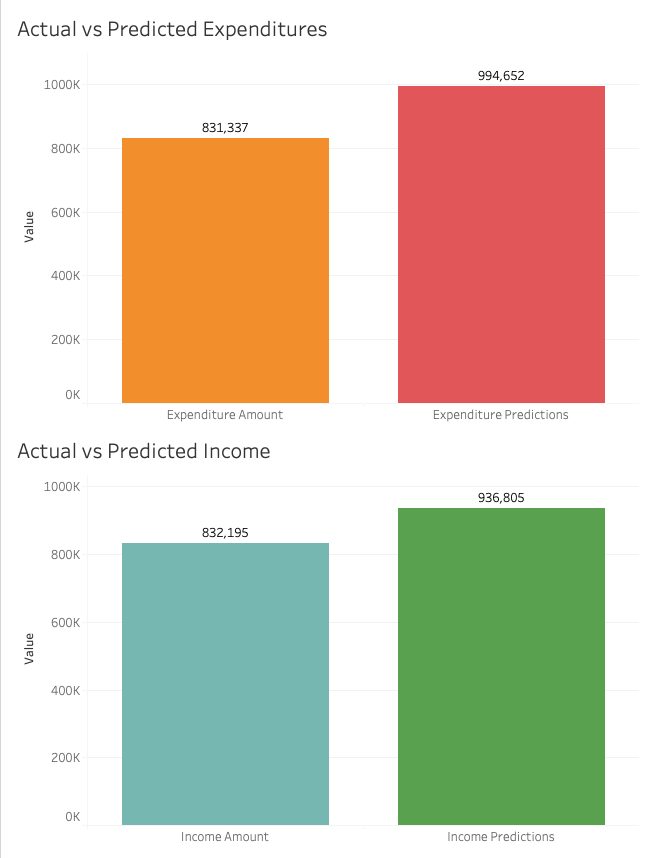 Actual vs Predicted Expenditures
994,652
1000K
831,337
800K
600K
Value
400K
200K
0K
Expenditure Amount
Expenditure Predictions
Actual vs Predicted Income
1000K
936,805
832,195
800K
600K
Value
400K
200K
0K
Income Amount
Income Predictions